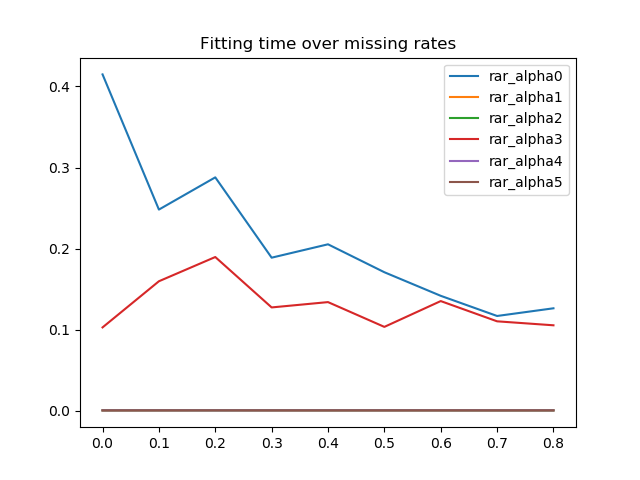 Fitting time over missing rates
rar_alpha0
rar_alpha1
rar_alpha2
rar_alpha3
rar_alpha4
rar_alpha5
0.4
0.3
0.2
0.1
0.0
0.0 0.1 0.2 0.3 0.4 0.5 0.6 0.7 0.8